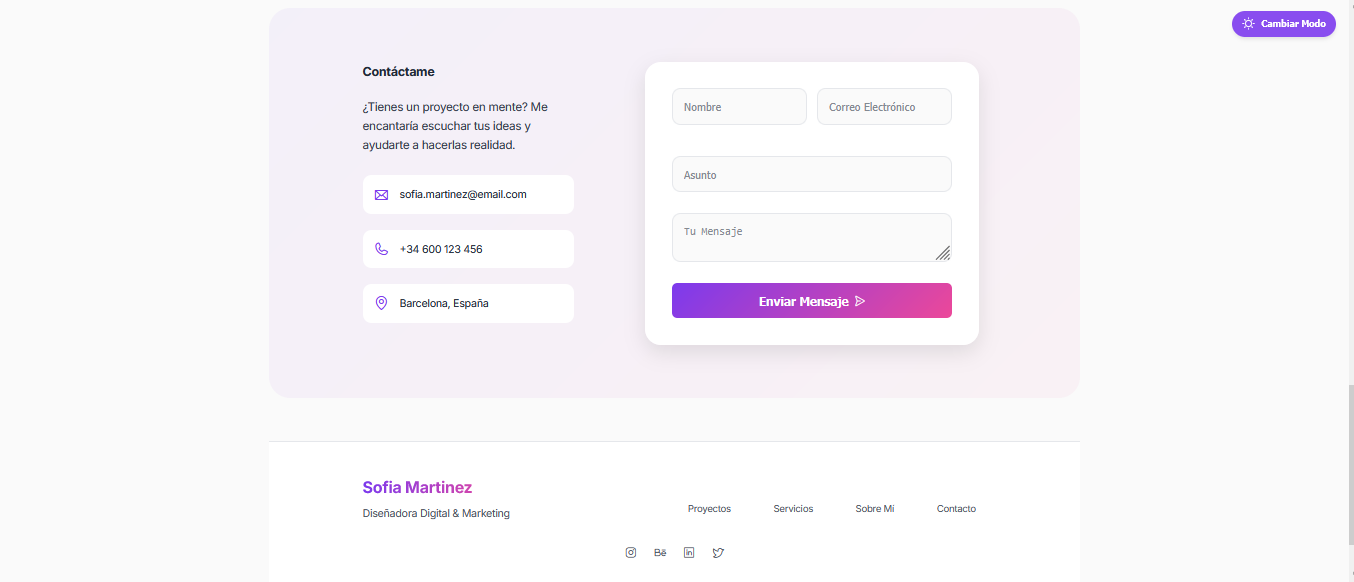 Cambiar Modo
Contáctame
¿Tienes un proyecto en mente? Me
encantaría escuchar tus ideas y
ayudarte a hacerlas realidad.
sofia.martinez@email.com
+34 600 123 456
Barcelona, España
Nombre
Correo Electrónico
Asunto
Tu Mensaje
Enviar Mensaje
Sofia Martinez
Diseñadora Digital & Marketing
Proyectos
Servicios
Sobre Mi
Contacto
Bē
in